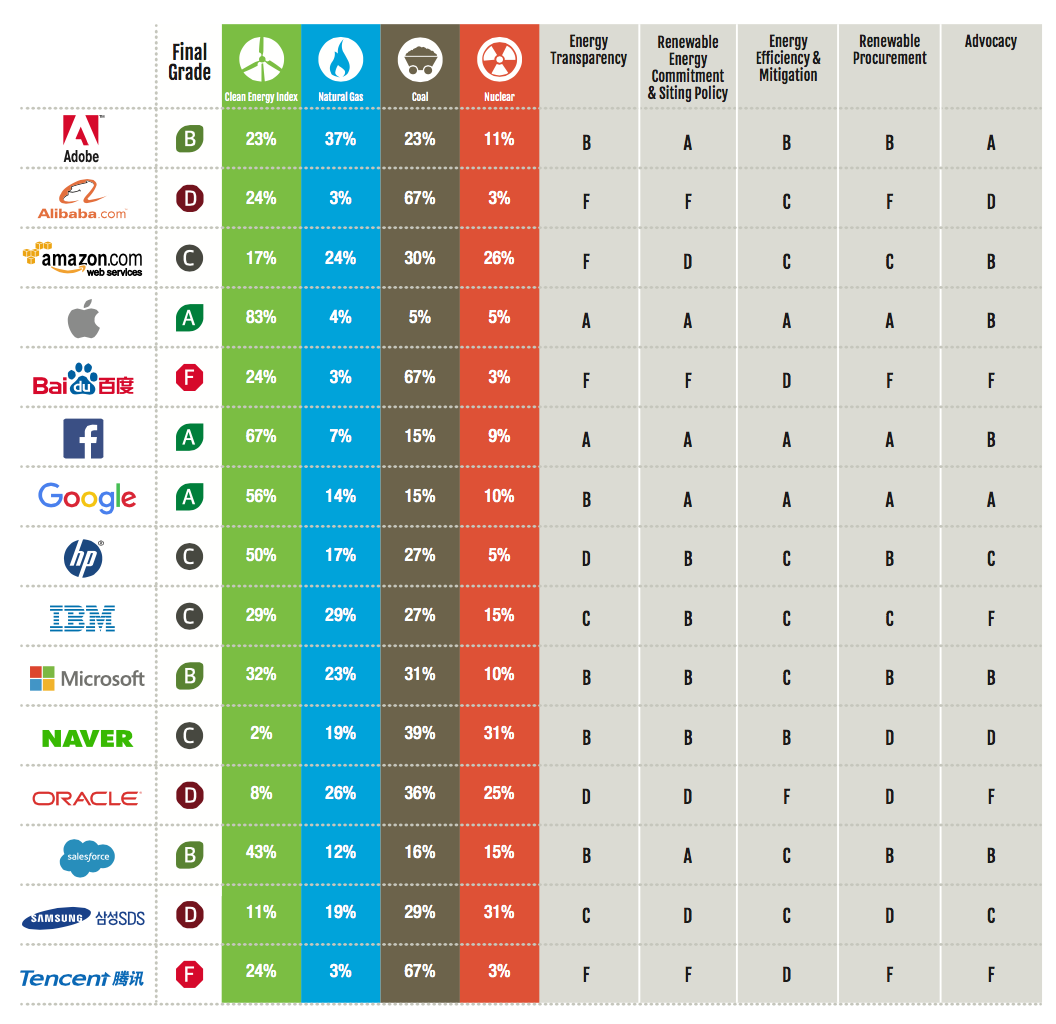 Final Grade Clean Energy Index Natural Gas Coal Nuclear Energy Transparency Renewable Energy Commitment & Siting Policy Energy Efficiency & Mitigation Renewable Procurement Advocacy
Adobe™ B 23% 37% 23% 11% B A B B A
Alibaba.com™ D 24% 3% 67% 3% F F C F D
amazon.com web services C 17% 24% 30% 26% F D C C B
A 83% 4% 5% 5% A A A A B
Bai du 百度 F 24% 3% 67% 3% F F D F F
f A 67% 7% 15% 9% A A A A B
Google A 56% 14% 15% 10% B A A A A
hp® C 50% 17% 27% 5% D B C B C
IBM C 29% 29% 27% 15% C B C C F
Microsoft B 32% 23% 31% 10% B B C B B
NAVER C 2% 19% 39% 31% B B B D D
ORACLE D 8% 26% 36% 25% D D F D F
salesforce B 43% 12% 16% 15% B A C B B
SAMSUNG 삼성SDS D 11% 19% 29% 31% C D C D C
Tencent 腾讯 F 24% 3% 67% 3% F F D F F